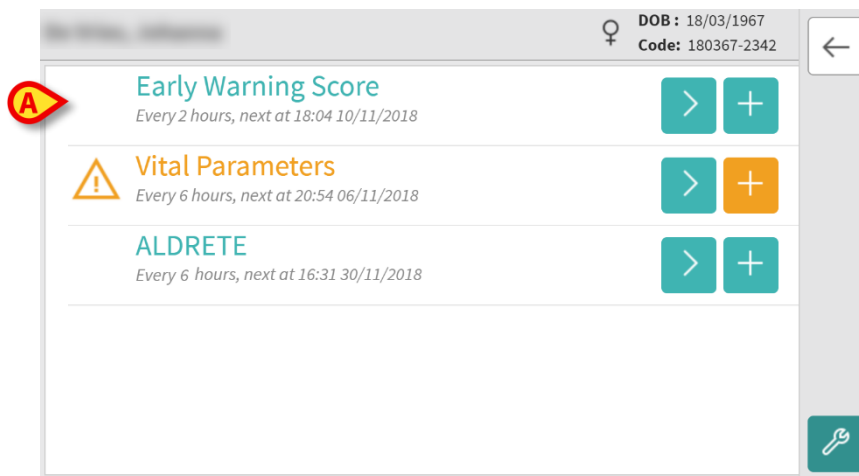 DOB : 18/03/1967
Code: 180367-2342
A
Early Warning Score
Every 2 hours, next at 18:04 10/11/2018
Vital Parameters
Every 6 hours, next at 20:54 06/11/2018
ALDRETE
Every 6 hours, next at 16:31 30/11/2018